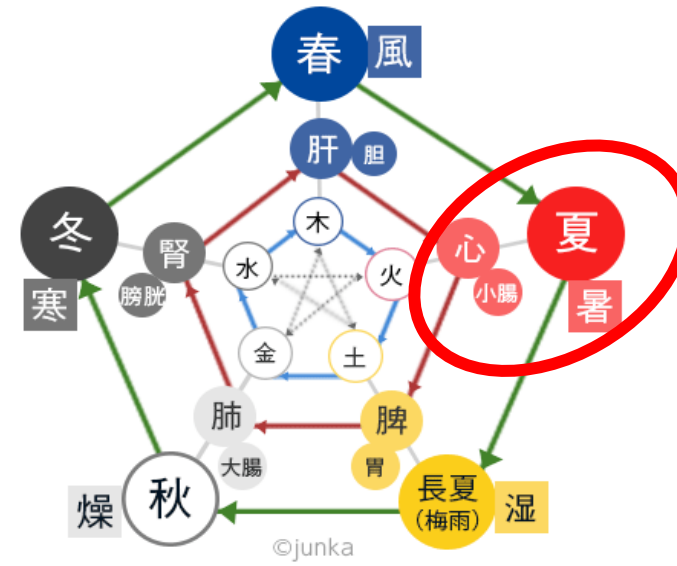 春
風
肝
胆
木
冬
寒
腎
膀胱
水
火
心
小腸
夏
暑
金
土
肺
大腸
脾
胃
燥
秋
長夏
（梅雨）
湿
©junka